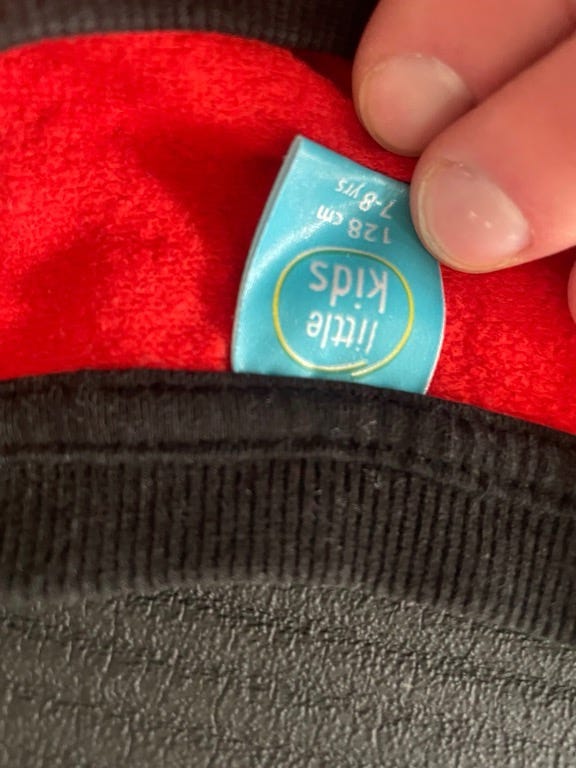 little
kids
128 cm
7-8 yrs